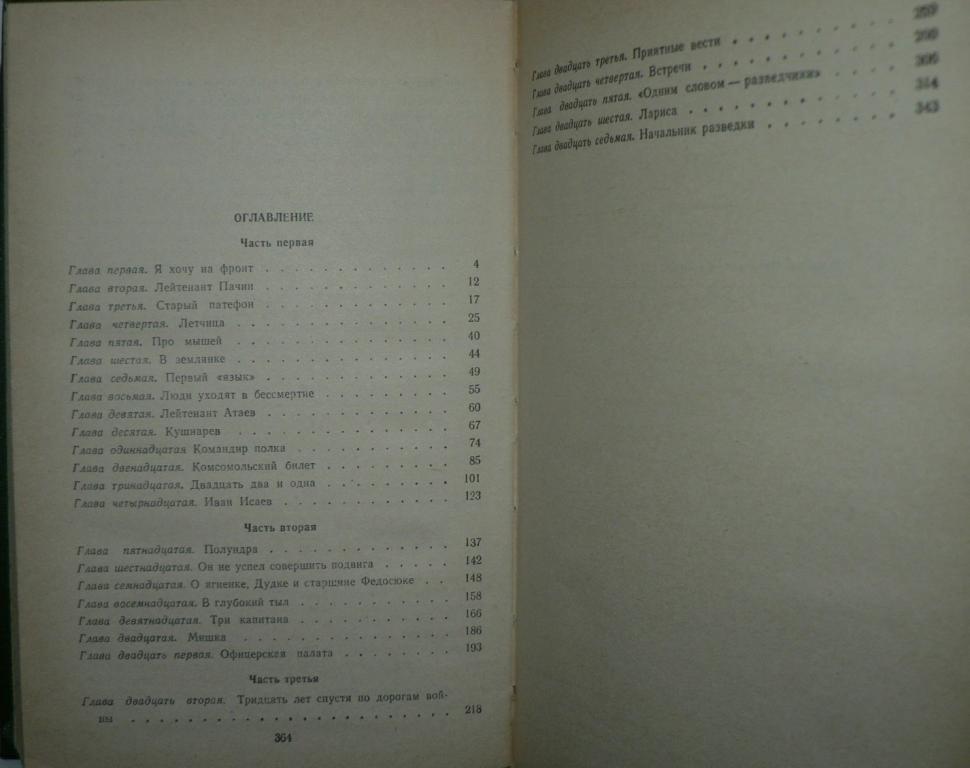 ОГЛАВЛЕНИЕ
Часть первая
Глава первая. Я хочу на фронт . . . . . . . . . . . . . 4
Глава вторая. Лейтенант Пачин . . . . . . . . . . . . . 12
Глава третья. Старый патефон . . . . . . . . . . . . . 17
Глава четвертая. Летчица . . . . . . . . . . . . . . . 25
Глава пятая. Про мышей . . . . . . . . . . . . . . . 40
Глава шестая. В землянке . . . . . . . . . . . . . . . 44
Глава седьмая. Первый «язык» . . . . . . . . . . . . . 49
Глава восьмая. Люди уходят в бессмертие . . . . . . . . . 55
Глава девятая. Лейтенант Атаев . . . . . . . . . . . . . 60
Глава десятая. Кушнарев . . . . . . . . . . . . . . . 67
Глава одиннадцатая Командир полка . . . . . . . . . . . 74
Глава двенадцатая. Комсомольский билет . . . . . . . . . 85
Глава тринадцатая. Двадцать два и одна . . . . . . . . . 101
Глава четырнадцатая. Иван Исаев . . . . . . . . . . . . 123
Часть вторая
Глава пятнадцатая. Полундра . . . . . . . . . . . . . 137
Глава шестнадцатая. Он не успел совершить подвига . . . . . 142
Глава семнадцатая. О ягненке, Дудке и старшине Федосюке . . 148
Глава восемнадцатая. В глубокий тыл . . . . . . . . . . . 158
Глава девятнадцатая. Три капитана . . . . . . . . . . . 166
Глава двадцатая. Мишка . . . . . . . . . . . . . . . 186
Глава двадцать первая. Офицерская палата . . . . . . . . 193
Часть третья
Глава двадцать вторая. Тридцать лет спустя по дорогам вой-
ны . . . . . . . . . . . . . . . . . . . . . . . 218
364
Глава двадцать третья. Приятные вести . . . . . . . . .
Глава двадцать четвертая. Встречи . . . . . . . . . .
Глава двадцать пятая. «Одним словом — разведчики» . . . .
Глава двадцать шестая. Лариса . . . . . . . . . . . 314
Глава двадцать седьмая. Начальник разведки . . . . . . 343